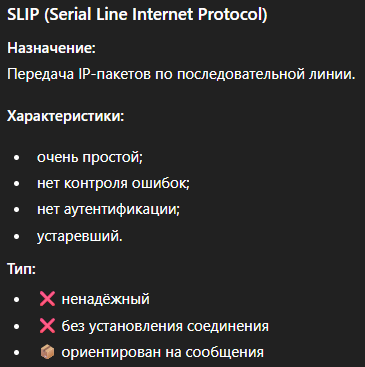 SLIP (Serial Line Internet Protocol)
Назначение:
Передача IP-пакетов по последовательной линии.
Характеристики:
• очень простой;
• нет контроля ошибок;
• нет аутентификации;
• устаревший.
Тип:
• ❌ ненадёжный
• ❌ без установления соединения
• 📦 ориентирован на сообщения